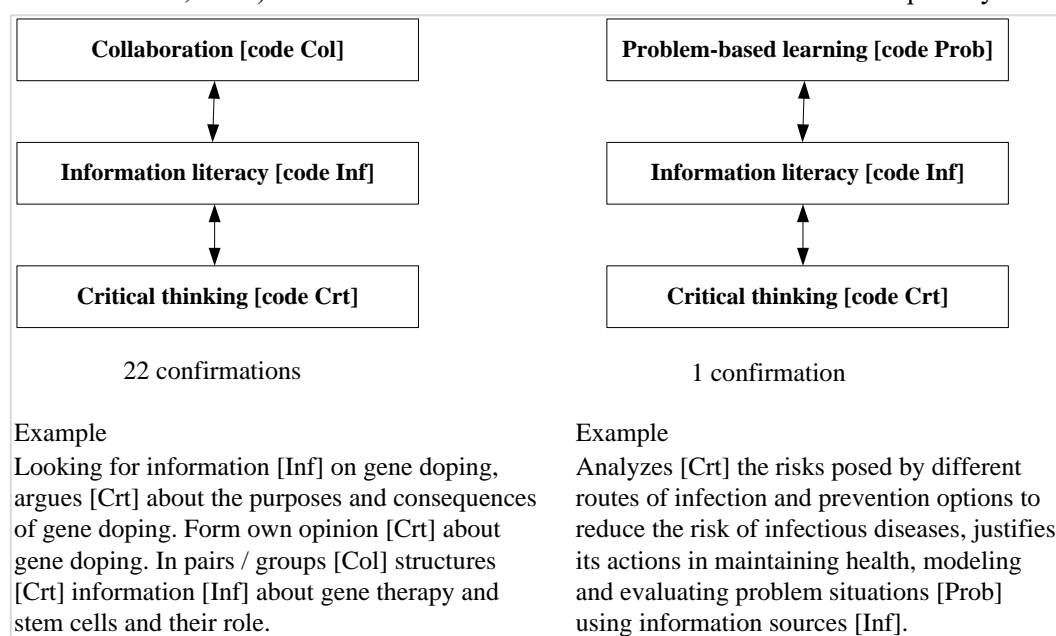 Collaboration [code Col]
Information literacy [code Inf]
Critical thinking [code Crt]
22 confirmations
Example
Looking for information [Inf] on gene doping,
argues [Crt] about the purposes and consequences
of gene doping. Form own opinion [Crt] about
gene doping. In pairs / groups [Col] structures
[Crt] information [Inf] about gene therapy and
stem cells and their role.
Problem-based learning [code Prob]
Information literacy [code Inf]
Critical thinking [code Crt]
1 confirmation
Example
Analyzes [Crt] the risks posed by different
routes of infection and prevention options to
reduce the risk of infectious diseases, justifies
its actions in maintaining health, modeling
and evaluating problem situations [Prob]
using information sources [Inf].